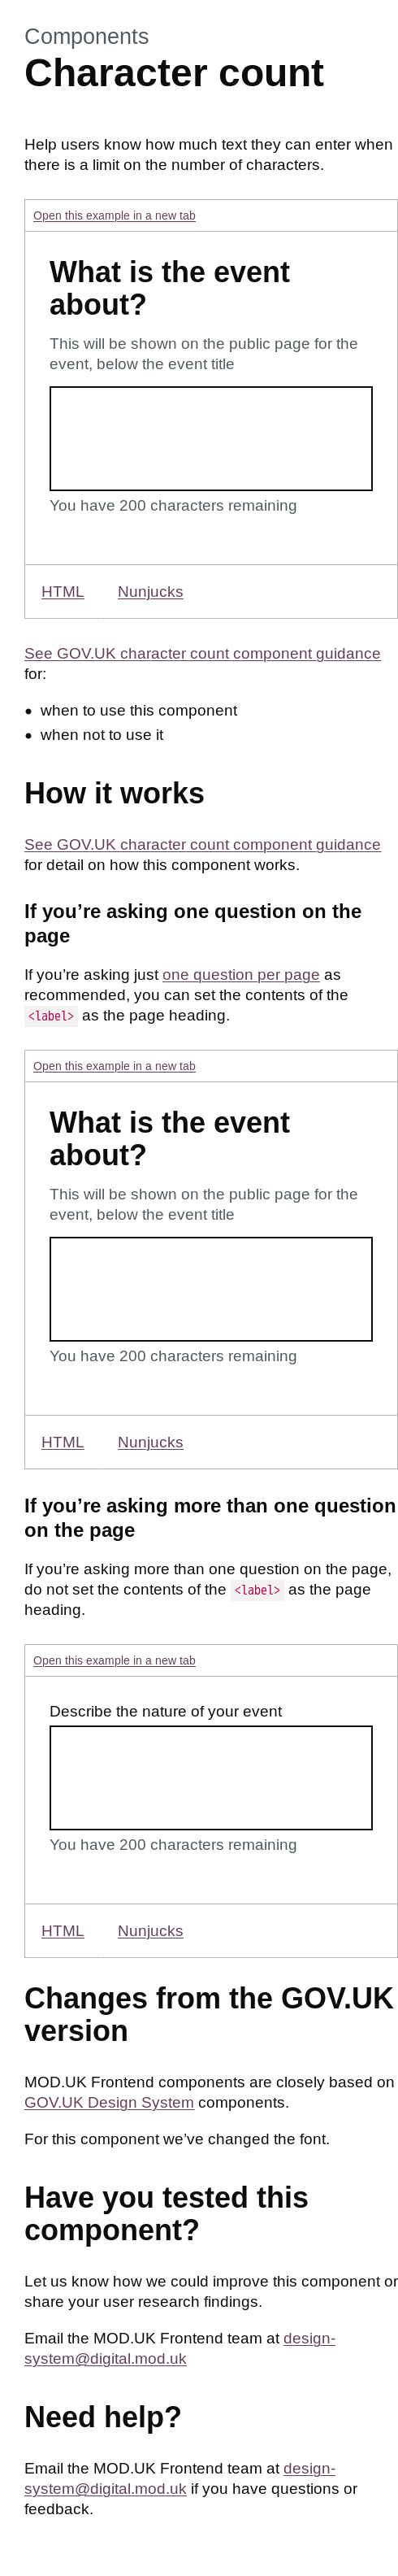 Components
Character count
Help users know how much text they can enter when
there is a limit on the number of characters.
Open this example in a new tab
What is the event
about?
This will be shown on the public page for the
event, below the event title
You have 200 characters remaining
HTML Nunjucks
See GOV.UK character count component guidance
for:
• when to use this component
• when not to use it
How it works
See GOV.UK character count component guidance
for detail on how this component works.
If you’re asking one question on the
page
If you’re asking just one question per page as
recommended, you can set the contents of the
<label> as the page heading.
Open this example in a new tab
What is the event
about?
This will be shown on the public page for the
event, below the event title
You have 200 characters remaining
HTML Nunjucks
If you’re asking more than one question
on the page
If you’re asking more than one question on the page,
do not set the contents of the <label> as the page
heading.
Open this example in a new tab
Describe the nature of your event
You have 200 characters remaining
HTML Nunjucks
Changes from the GOV.UK
version
MOD.UK Frontend components are closely based on
GOV.UK Design System components.
For this component we’ve changed the font.
Have you tested this
component?
Let us know how we could improve this component or
share your user research findings.
Email the MOD.UK Frontend team at design-
system@digital.mod.uk
Need help?
Email the MOD.UK Frontend team at design-
system@digital.mod.uk if you have questions or
feedback.